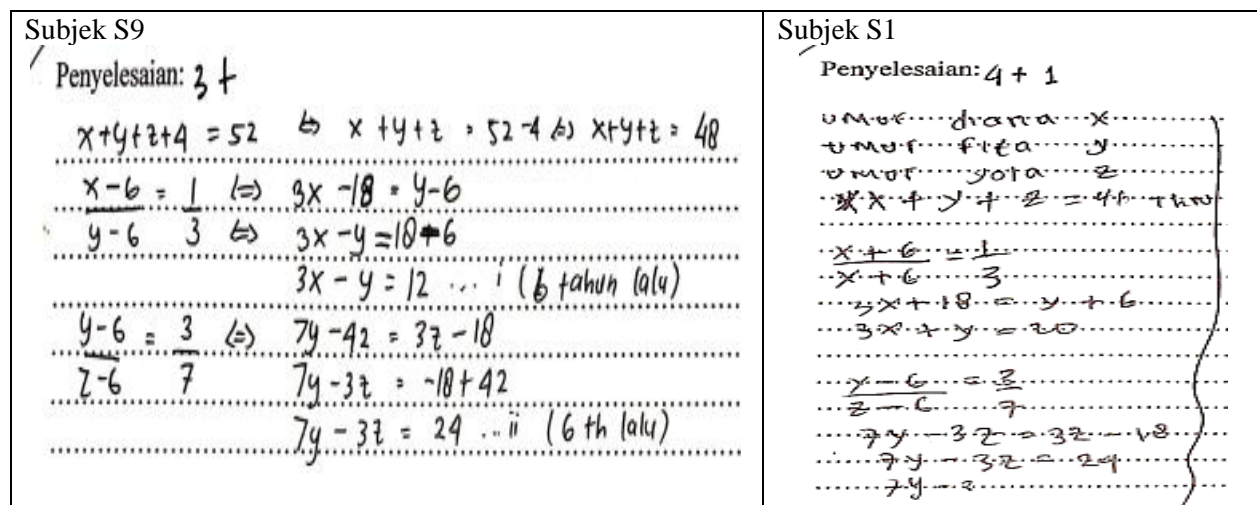 Subjek S9
Penyelesaian: 3 +
x+y+z+4 = 52 ⇔ x+y+z = 52-4 ⇔ x+y+z = 48
x-6 / y-6 = 1/3 ⇔ 3x-18 = y-6
⇔ 3x-y=18-6
3x-y = 12 ... i (6 tahun lalu)
y-6 / z-6 = 3/7 ⇔ 7y-42 = 3z-18
7y-3z = -18+42
7y-3z = 24 ... ii (6 th lalu)
Subjek S1
Penyelesaian: 4 + 1
umur diana x
umur fita y
umur yota z
x + y + z = 
x+6 / x+6 = 1/3
3x+18 = y+6
3x+y = 20
y-6 / z-6 = 3/7
7y-3z = 3z-18
7y-3z = 24
7y =